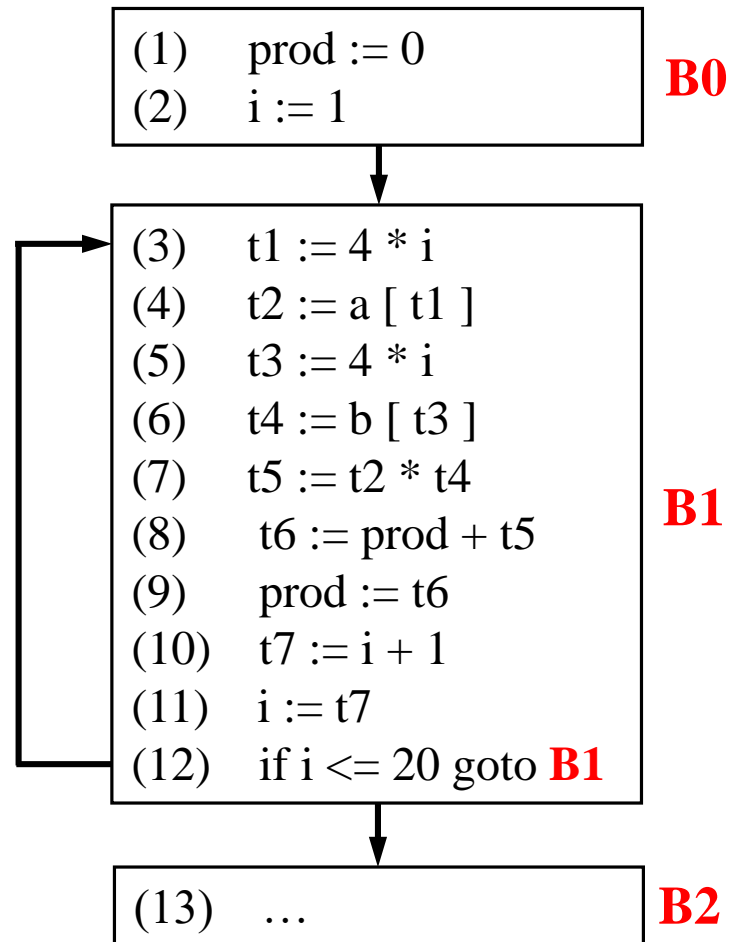 (1) prod := 0
B0
(2) i := 1
(3) t1 := 4 * i
(4) t2 := a [ t1 ]
(5) t3 := 4 * i
(6) t4 := b [ t3 ]
(7) t5 := t2 * t4
B1
(8) t6 := prod + t5
(9) prod := t6
(10) t7 := i + 1
(11) i := t7
(12) if i <= 20 goto B1
(13) …
B2